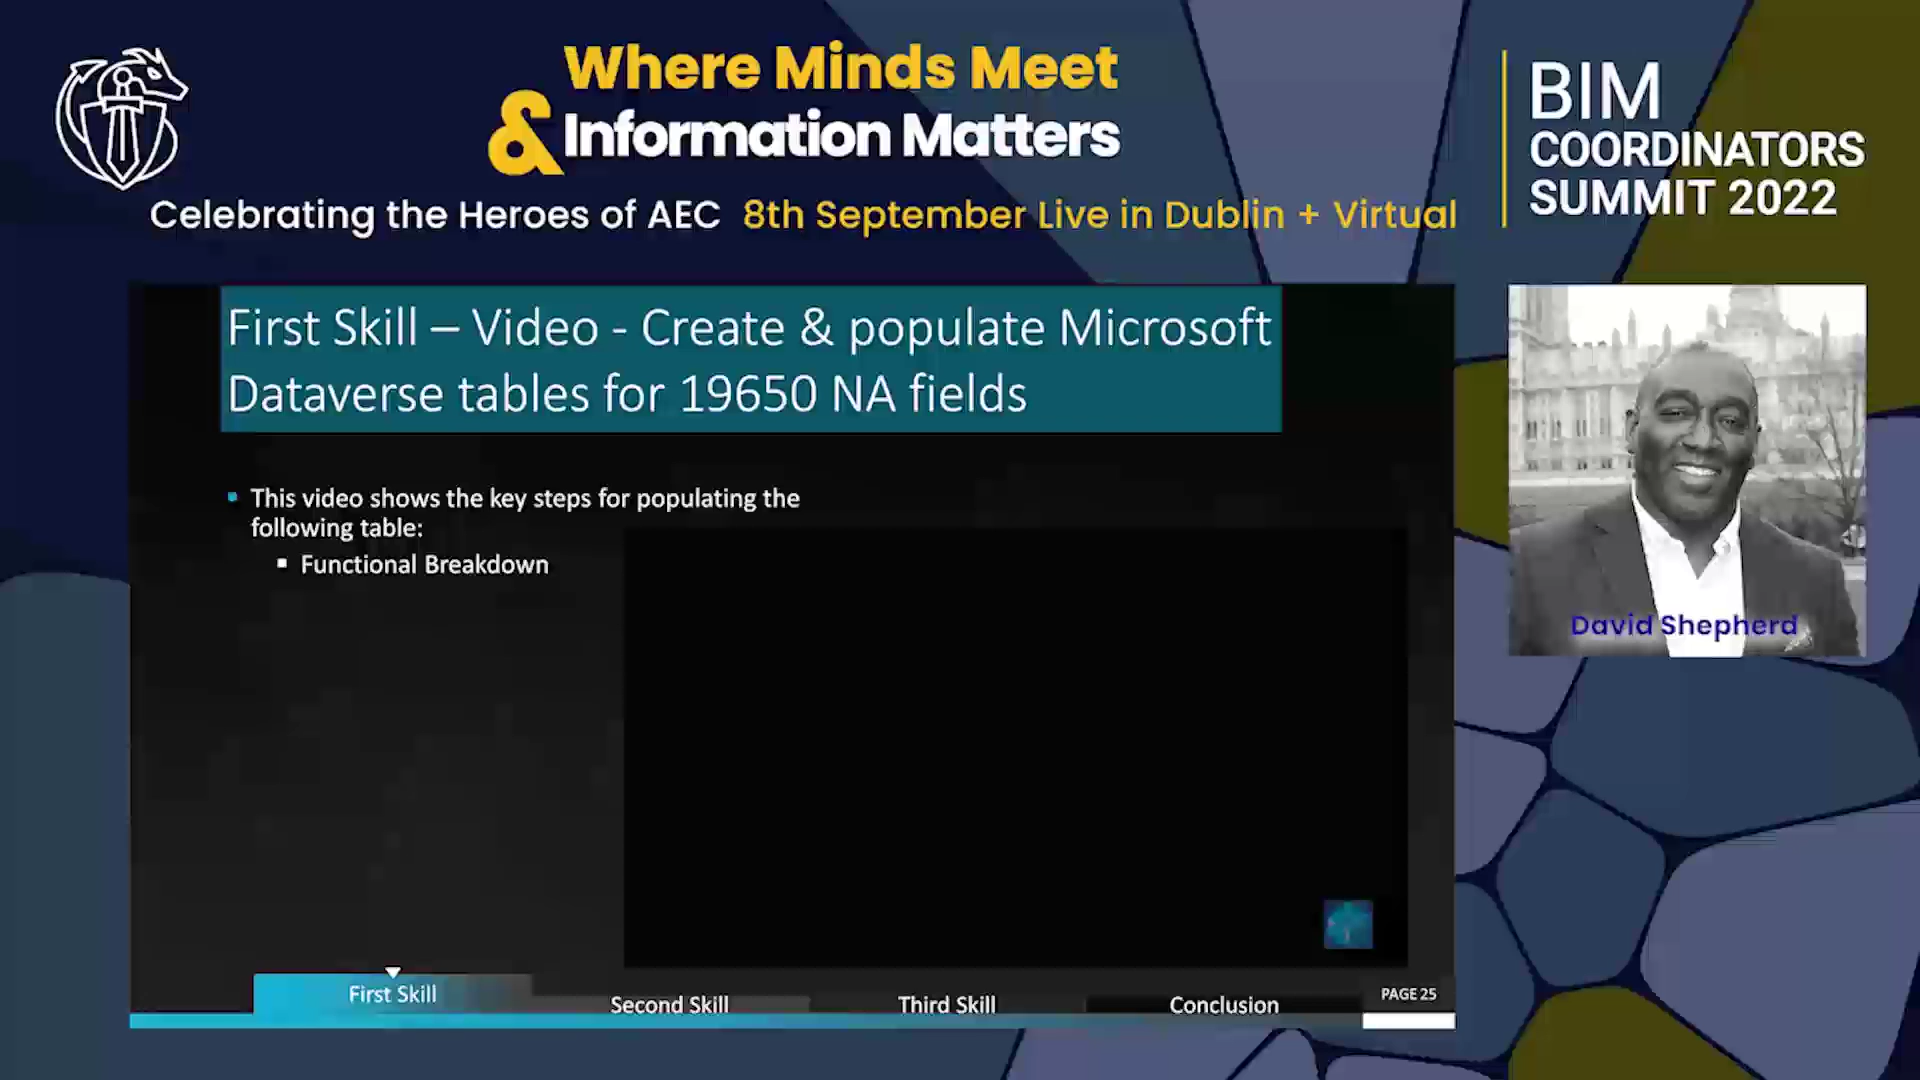 Where Minds Meet
& Information Matters
Celebrating the Heroes of AEC 8th September Live in Dublin + Virtual
BIM
COORDINATORS
SUMMIT 2022
First Skill – Video - Create & populate Microsoft
Dataverse tables for 19650 NA fields
This video shows the key steps for populating the
following table:
Functional Breakdown
David Shepherd
First Skill
Second Skill
Third Skill
Conclusion
PAGE 25